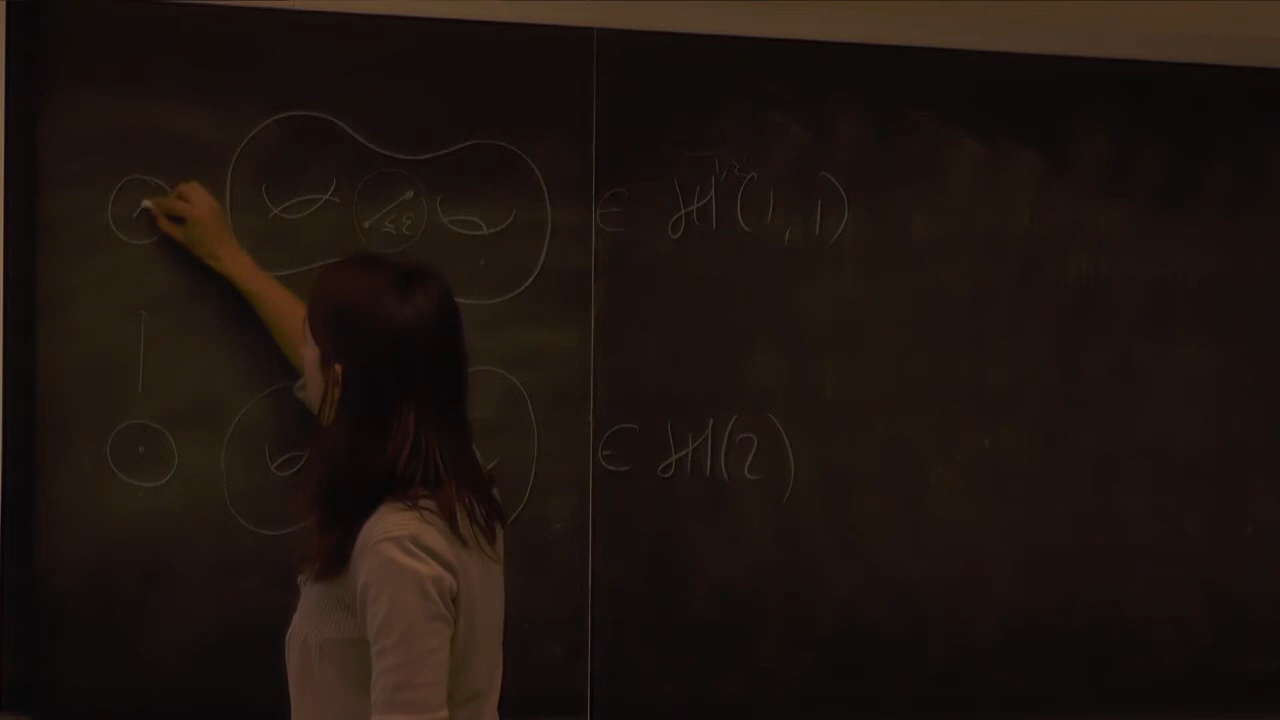 ∈ ℋ(1, 1)
∈ ℋ(2)